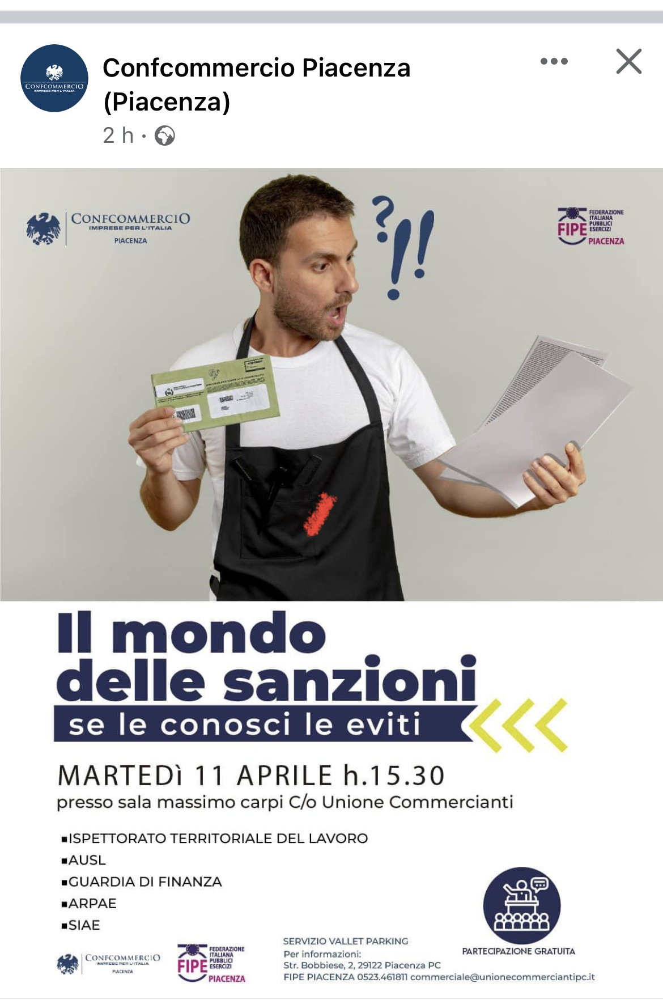 Confcommercio Piacenza
(Piacenza)
2 h ·
CONFCOMMERCIO
IMPRESE PER L'ITALIA
CONFCOMMERCIO
IMPRESE PER L'ITALIA
PIACENZA
?!!
FIPE
FEDERAZIONE
ITALIANA
PUBBLICI
ESERCIZI
PIACENZA
Il mondo
delle sanzioni
se le conosci le eviti
MARTEDì 11 APRILE h.15.30
presso sala massimo carpi C/o Unione Commercianti
▪ISPETTORATO TERRITORIALE DEL LAVORO
▪AUSL
▪GUARDIA DI FINANZA
▪ARPAE
▪SIAE
PARTECIPAZIONE GRATUITA
CONFCOMMERCIO
IMPRESE PER L'ITALIA
PIACENZA
FIPE
FEDERAZIONE
ITALIANA
PUBBLICI
ESERCIZI
PIACENZA
SERVIZIO VALLET PARKING
Per informazioni:
Str. Bobbiese, 2, 29122 Piacenza PC
FIPE PIACENZA 0523.461811 commerciale@unionecommerciantipc.it